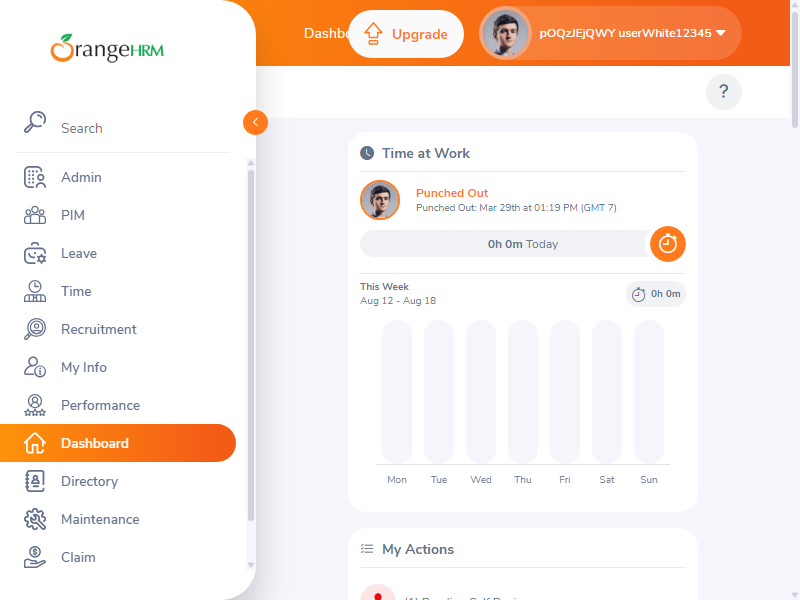 OrangeHRM
Search
Admin
PIM
Leave
Time
Recruitment
My Info
Performance
Dashboard
Directory
Maintenance
Claim
Upgrade
pOQzJEjQWY userWhite12345
?
Time at Work
Punched Out
Punched Out: Mar 29th at 01:19 PM (GMT 7)
0h 0m Today
This Week
Aug 12 - Aug 18
0h 0m
Mon Tue Wed Thu Fri Sat Sun
My Actions